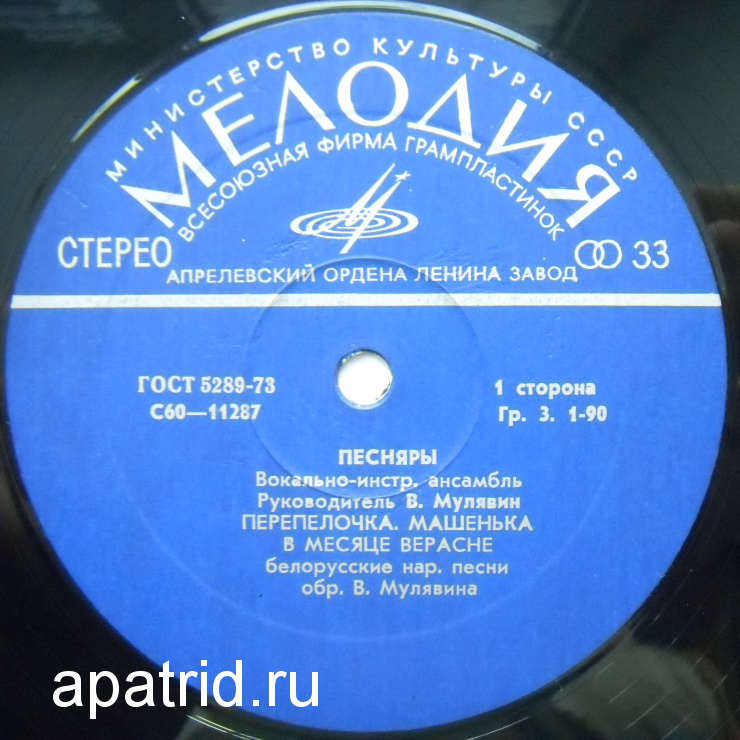 МИНИСТЕРСТВО КУЛЬТУРЫ СССР
МЕЛОДИЯ
ВСЕСОЮЗНАЯ ФИРМА ГРАМПЛАСТИНОК
СТЕРЕО
33
АПРЕЛЕВСКИЙ ОРДЕНА ЛЕНИНА ЗАВОД
ГОСТ 5289-73
С60—11287
1 сторона
Гр. 3. 1-90
ПЕСНЯРЫ
Вокально-инстр. ансамбль
Руководитель В. Мулявин
ПЕРЕПЕЛОЧКА. МАШЕНЬКА
В МЕСЯЦЕ ВЕРАСНЕ
белорусские нар. песни
обр. В. Мулявина
apatrid.ru